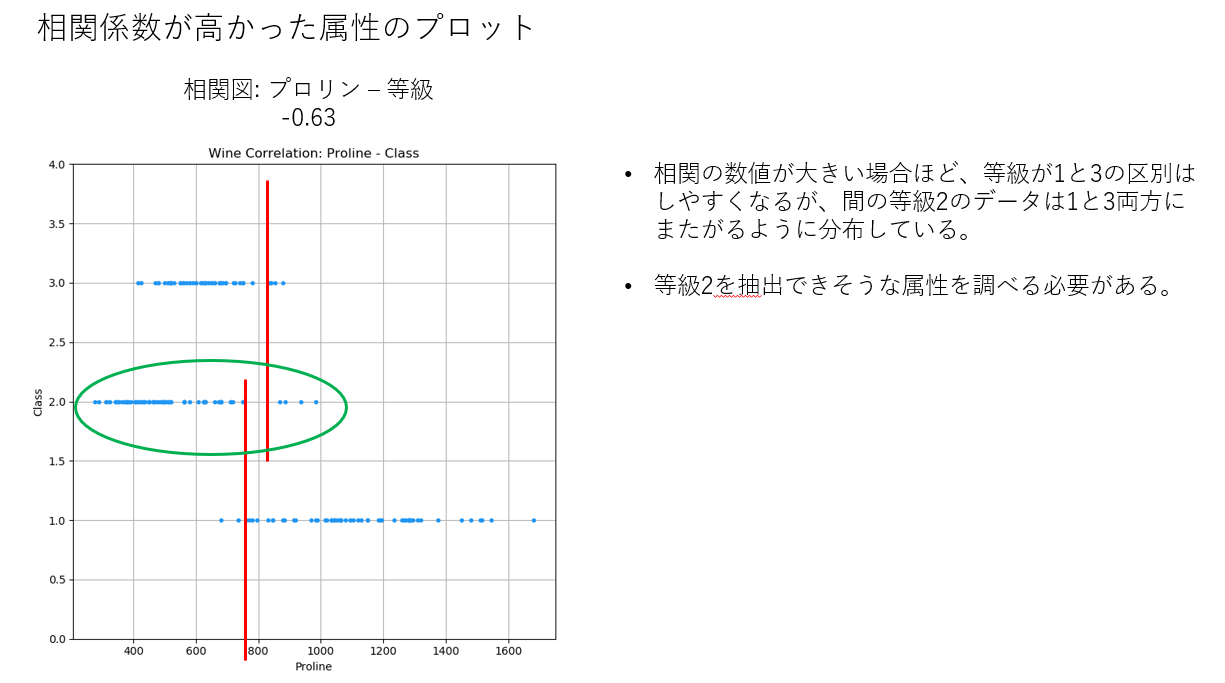 相関係数が高かった属性のプロット
相関図: プロリン – 等級
-0.63
Wine Correlation: Proline - Class
4.0
3.5
3.0
2.5
2.0
1.5
1.0
0.5
0.0
Class
400 600 800 1000 1200 1400 1600
Proline
• 相関の数値が大きい場合ほど、等級が1と3の区別は
しやすくなるが、間の等級2のデータは1と3両方に
またがるように分布している。
• 等級2を抽出できそうな属性を調べる必要がある。